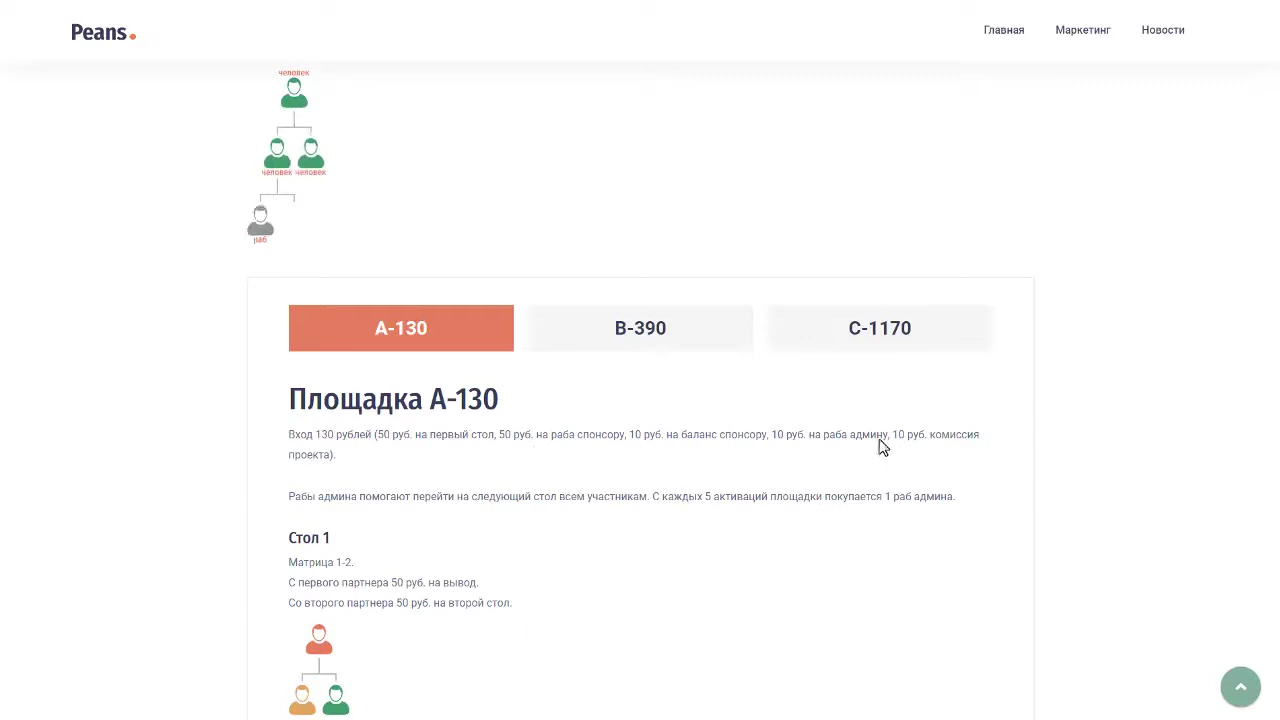 Peans.
Главная
Маркетинг
Новости
человек
человек человек
раб
A-130
B-390
C-1170
Площадка A-130
Вход 130 рублей (50 руб. на первый стол, 50 руб. на раба спонсору, 10 руб. на баланс спонсору, 10 руб. на раба админу, 10 руб. комиссия
проекта).
Рабы админа помогают перейти на следующий стол всем участникам. С каждых 5 активаций площадки покупается 1 раб админа.
Стол 1
Матрица 1-2.
С первого партнера 50 руб. на вывод.
Со второго партнера 50 руб. на второй стол.